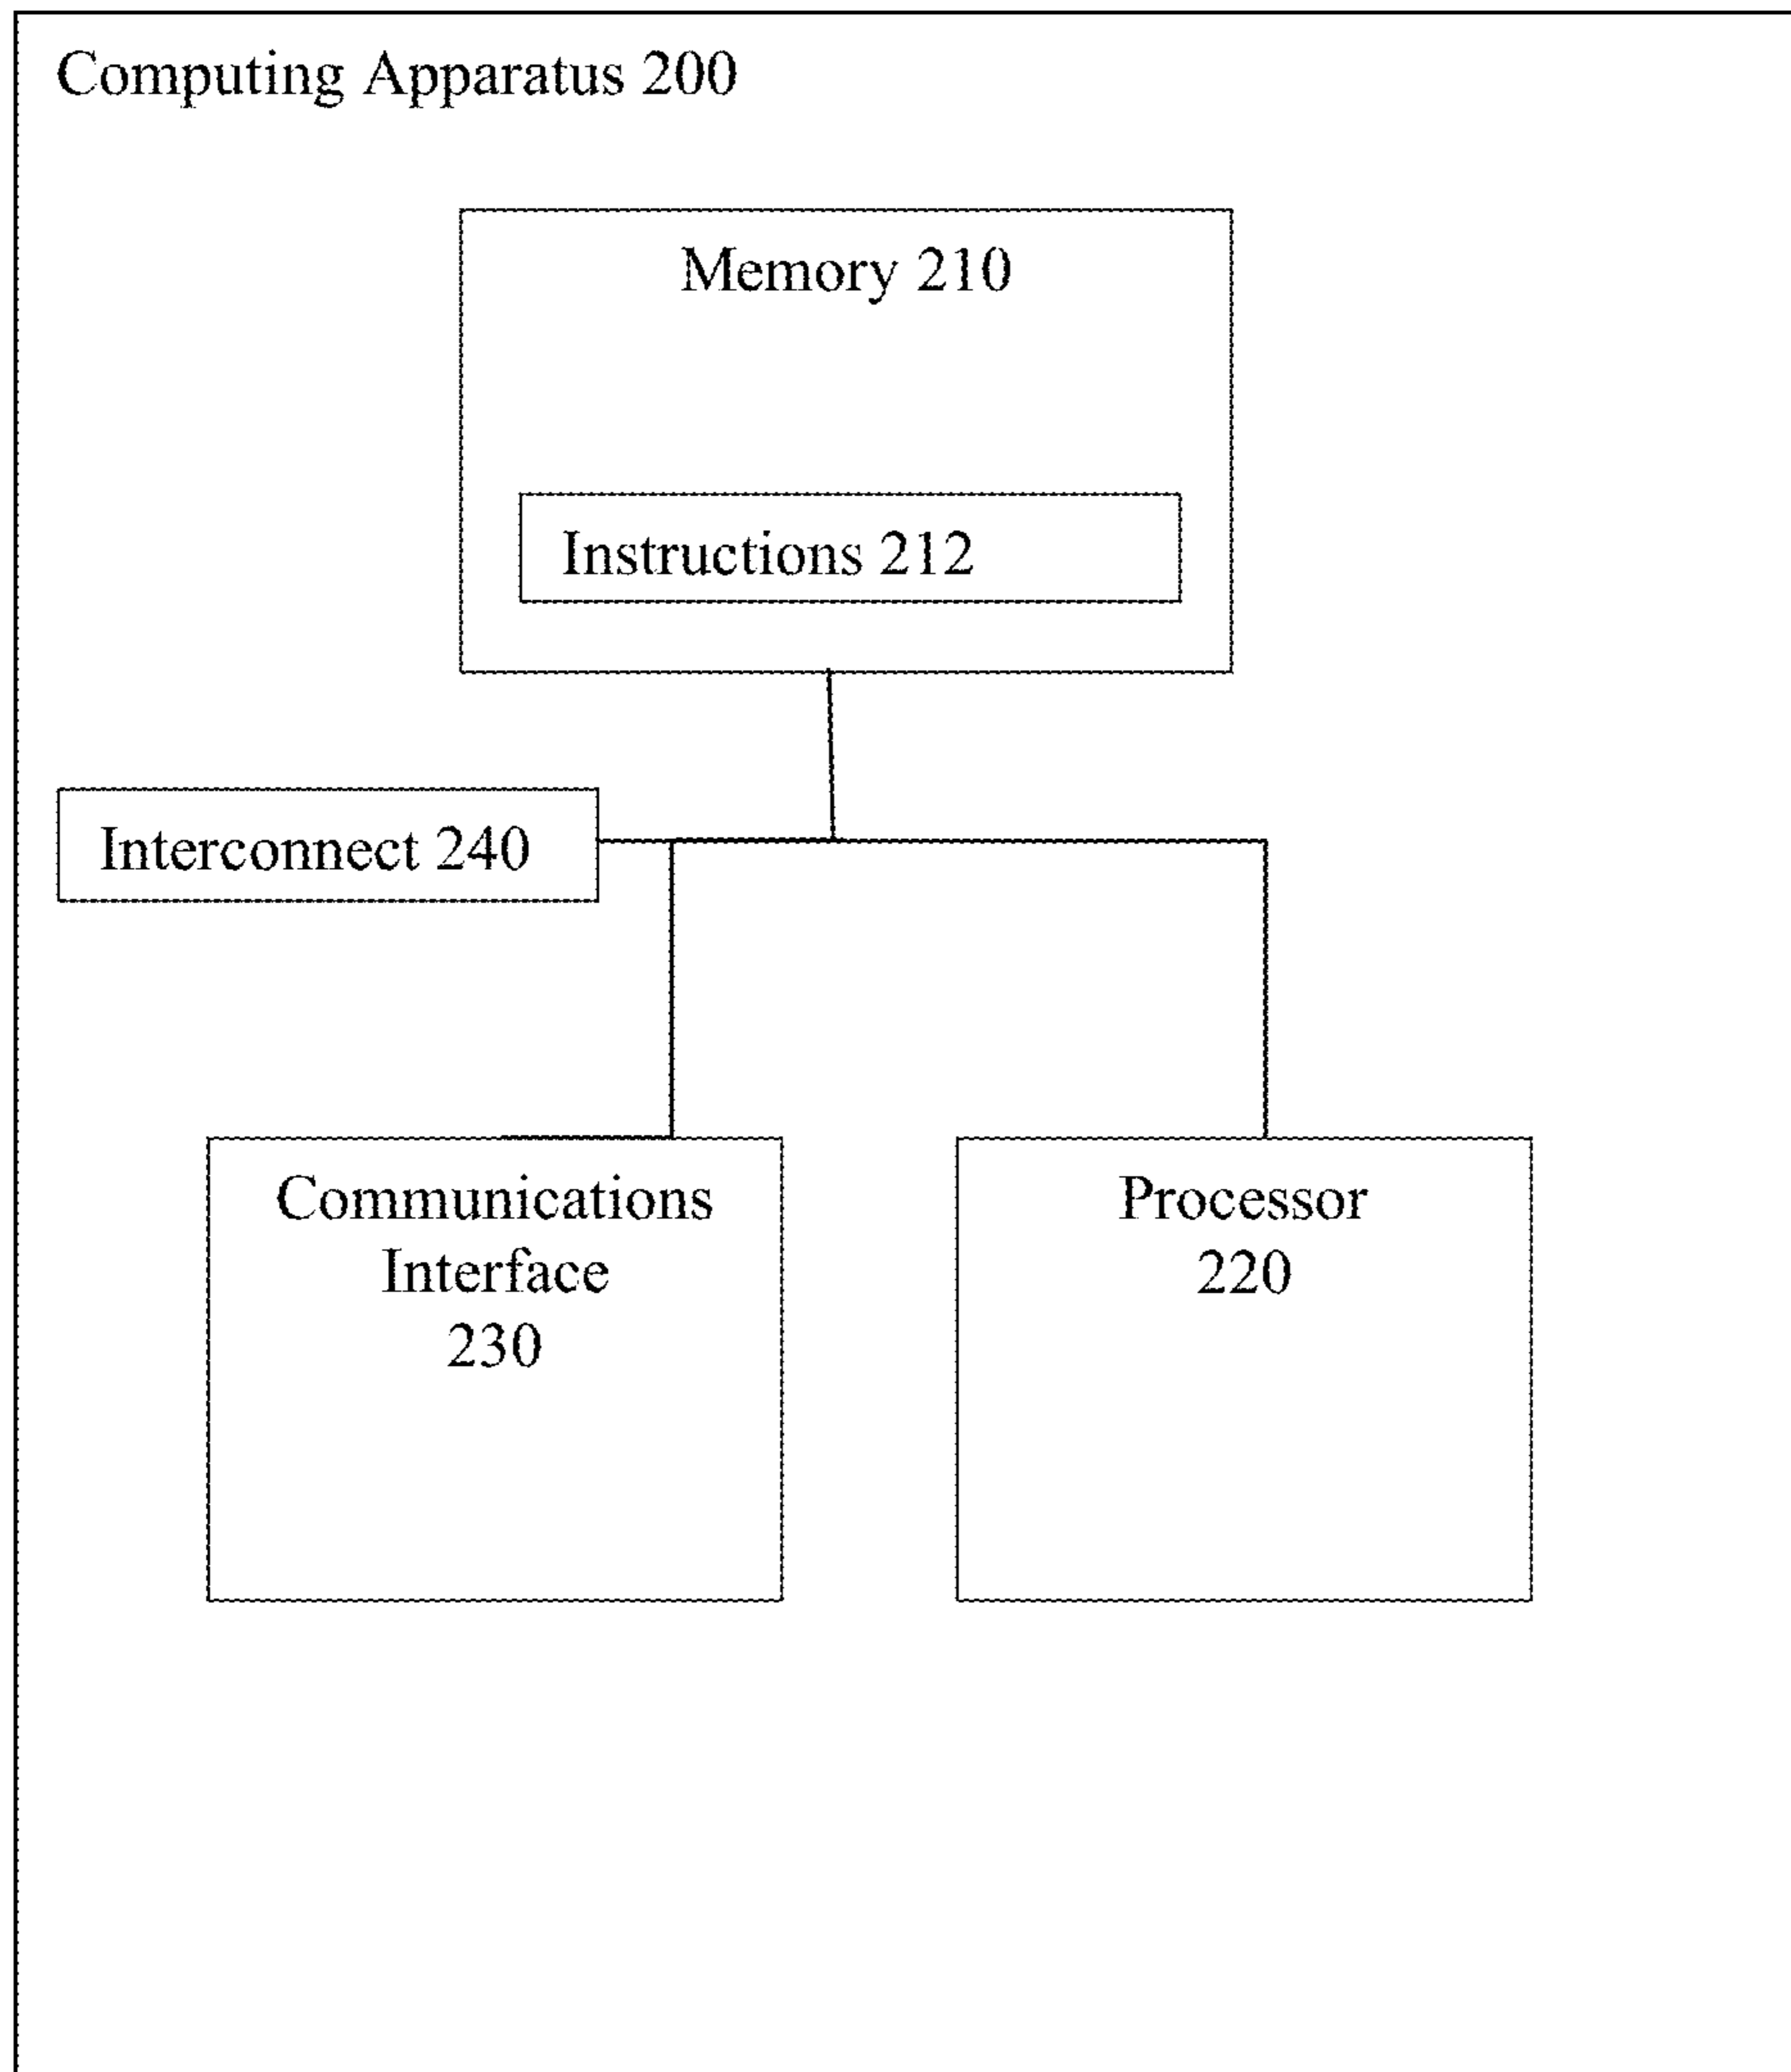 Computing Apparatus 200
Memory 210
Instructions 212
Interconnect 240
Communications
Interface
230
Processor
220